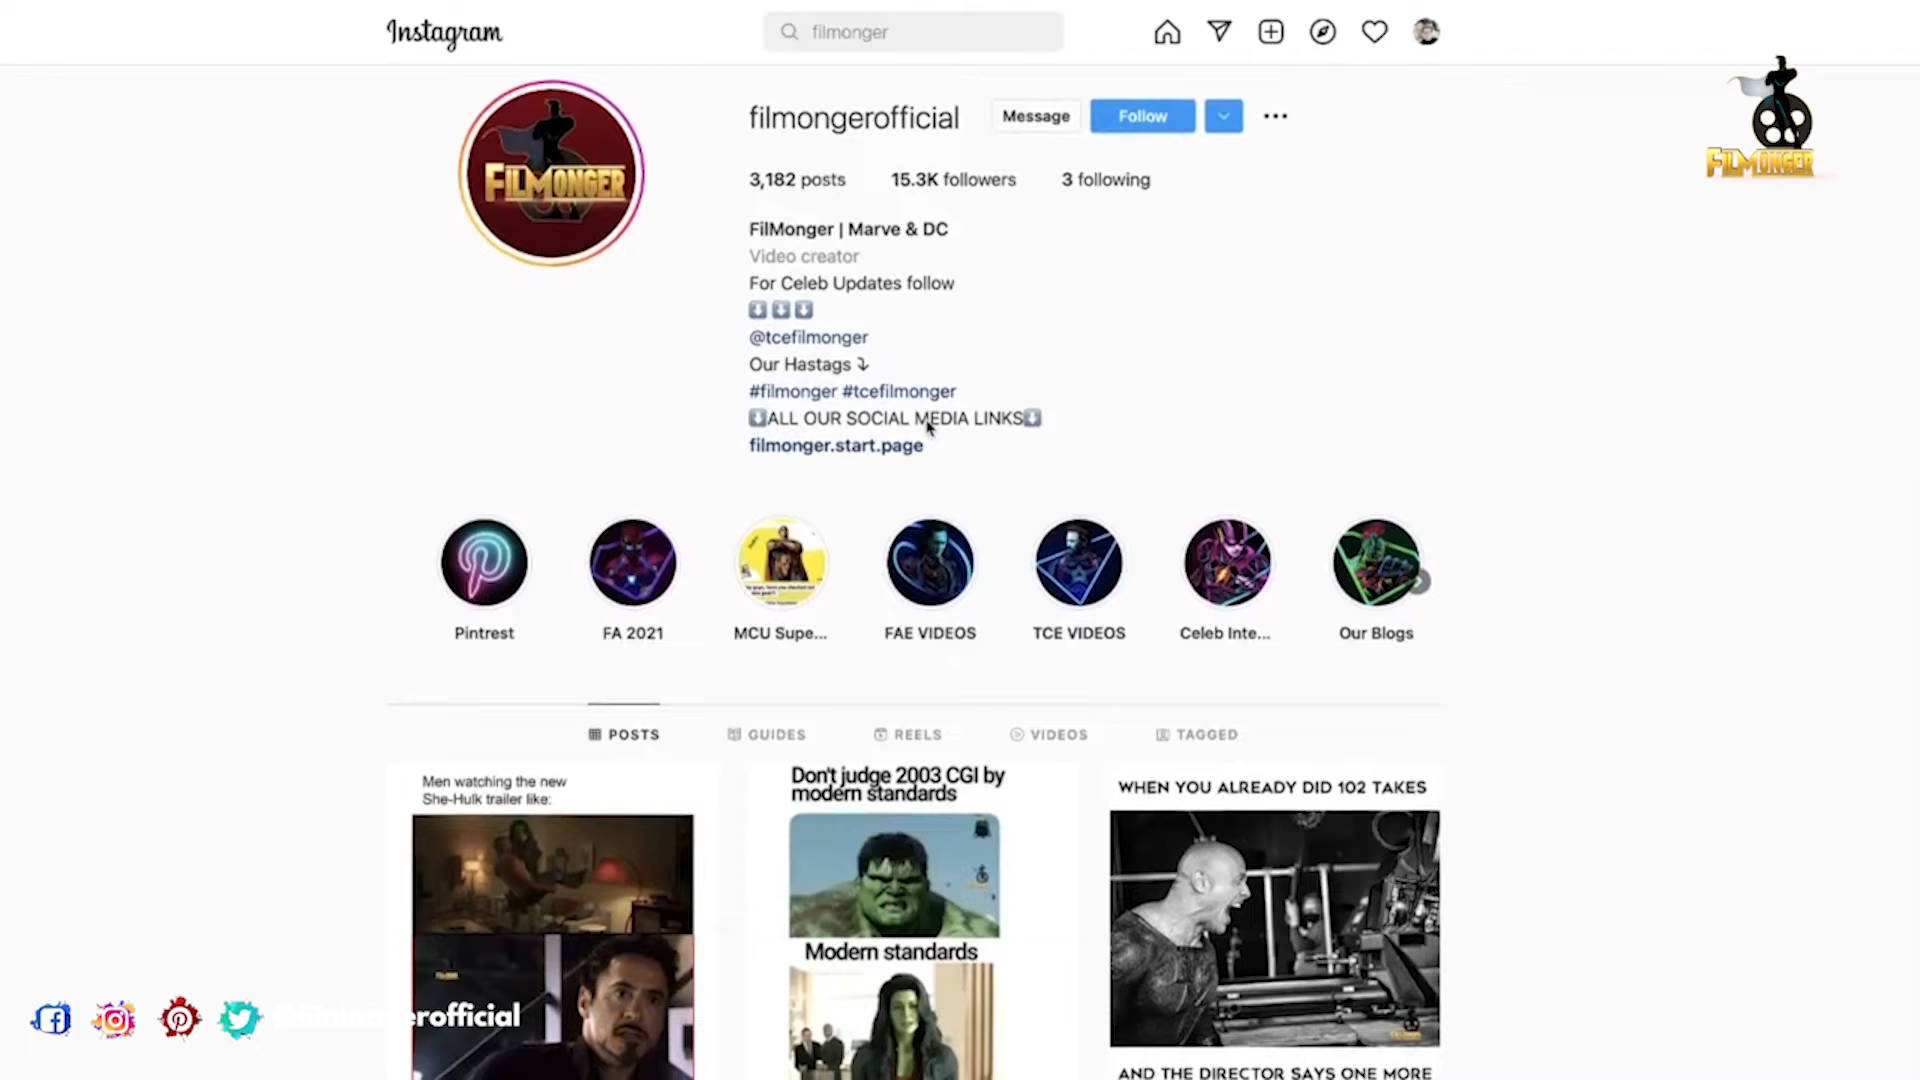 Instagram
filmonger
FILMONGER
FILMONGER
filmongerofficial
Message
Follow
3,182 posts
15.3K followers
3 following
FilMonger | Marve & DC
Video creator
For Celeb Updates follow
⬇️⬇️⬇️
@tcefilmonger
Our Hastags ⤵
#filmonger #tcefilmonger
⬇️ALL OUR SOCIAL MEDIA LINKS⬇️
filmonger.start.page
Pintrest
FA 2021
MCU Supe...
FAE VIDEOS
TCE VIDEOS
Celeb Inte...
Our Blogs
POSTS
GUIDES
REELS
VIDEOS
TAGGED
Men watching the new
She-Hulk trailer like:
Don't judge 2003 CGI by
modern standards
Modern standards
WHEN YOU ALREADY DID 102 TAKES
AND THE DIRECTOR SAYS ONE MORE